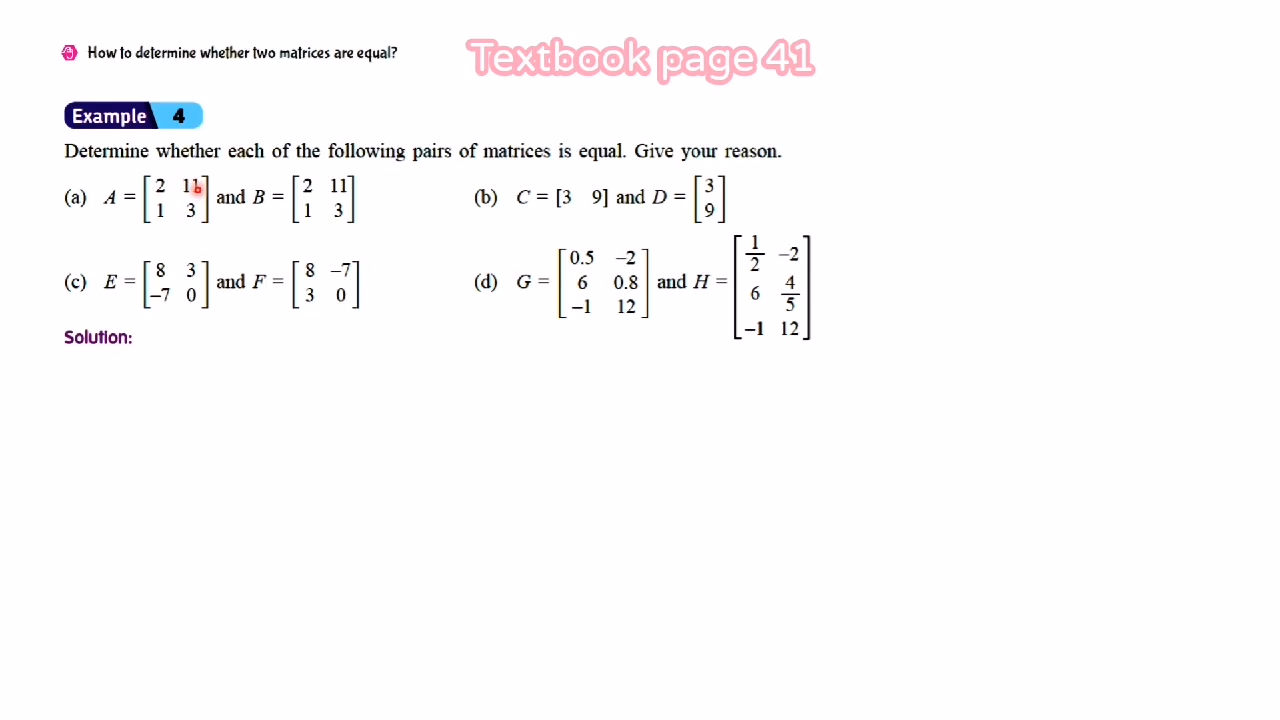 How to determine whether two matrices are equal?
Textbook page 41
Example 4
Determine whether each of the following pairs of matrices is equal. Give your reason.
(a) A = [2 11; 1 3] and B = [2 11; 1 3]
(b) C = [3 9] and D = [3; 9]
(c) E = [8 3; –7 0] and F = [8 –7; 3 0]
(d) G = [0.5 –2; 6 0.8; –1 12] and H = [1/2 –2; 6 4/5; –1 12]
Solution: